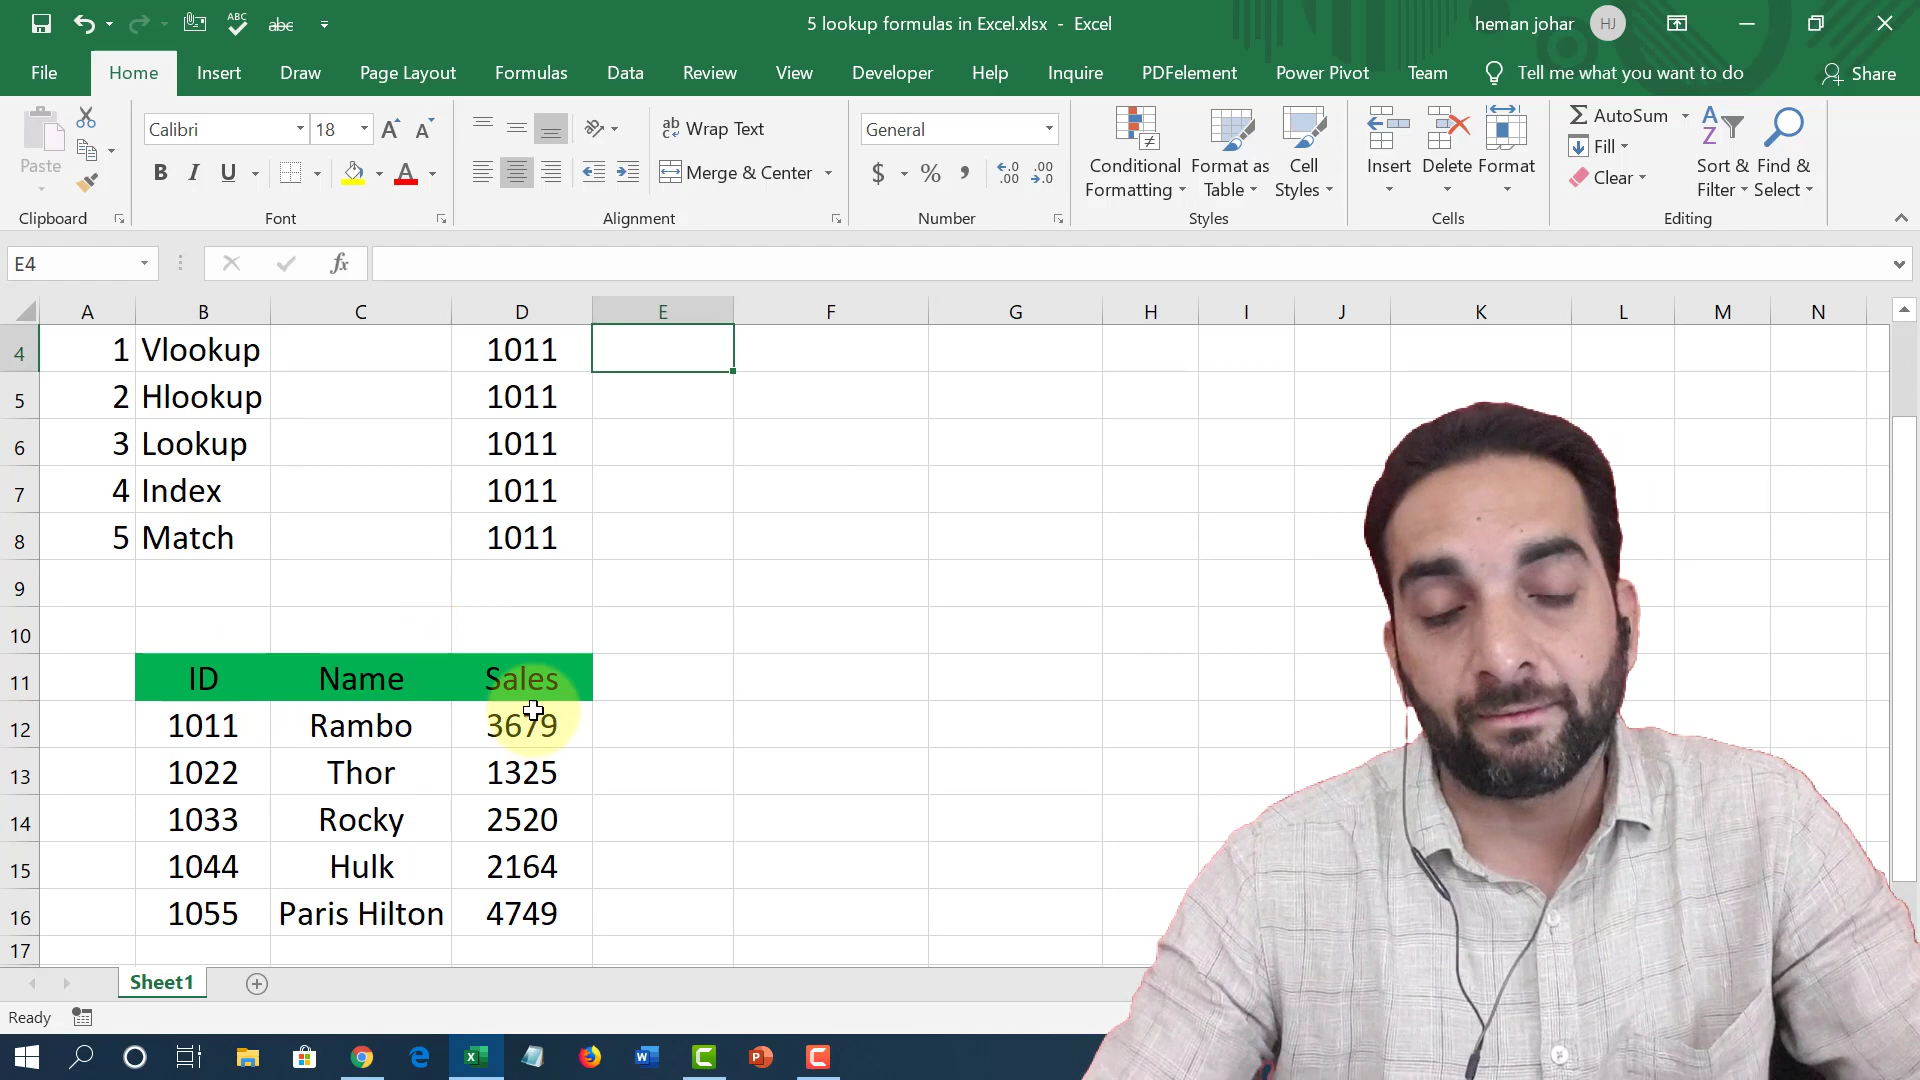 ABC
abc
5 lookup formulas in Excel.xlsx - Excel
heman johar
HJ
File Home Insert Draw Page Layout Formulas Data Review View Developer Help Inquire PDFelement Power Pivot Team Tell me what you want to do Share
Paste
Clipboard
Calibri 18
B I U
Font
ab Wrap Text
Merge & Center
Alignment
General
$ %
Number
Conditional Formatting
Format as Table
Cell Styles
Styles
Insert Delete Format
Cells
AutoSum
Fill
Clear
Sort & Filter
Find & Select
Editing
E4
fx
A B C D E F G H I J K L M N
4 1 Vlookup 1011
5 2 Hlookup 1011
6 3 Lookup 1011
7 4 Index 1011
8 5 Match 1011
9
10
11 ID Name Sales
12 1011 Rambo 3679
13 1022 Thor 1325
14 1033 Rocky 2520
15 1044 Hulk 2164
16 1055 Paris Hilton 4749
17
Sheet1
Ready